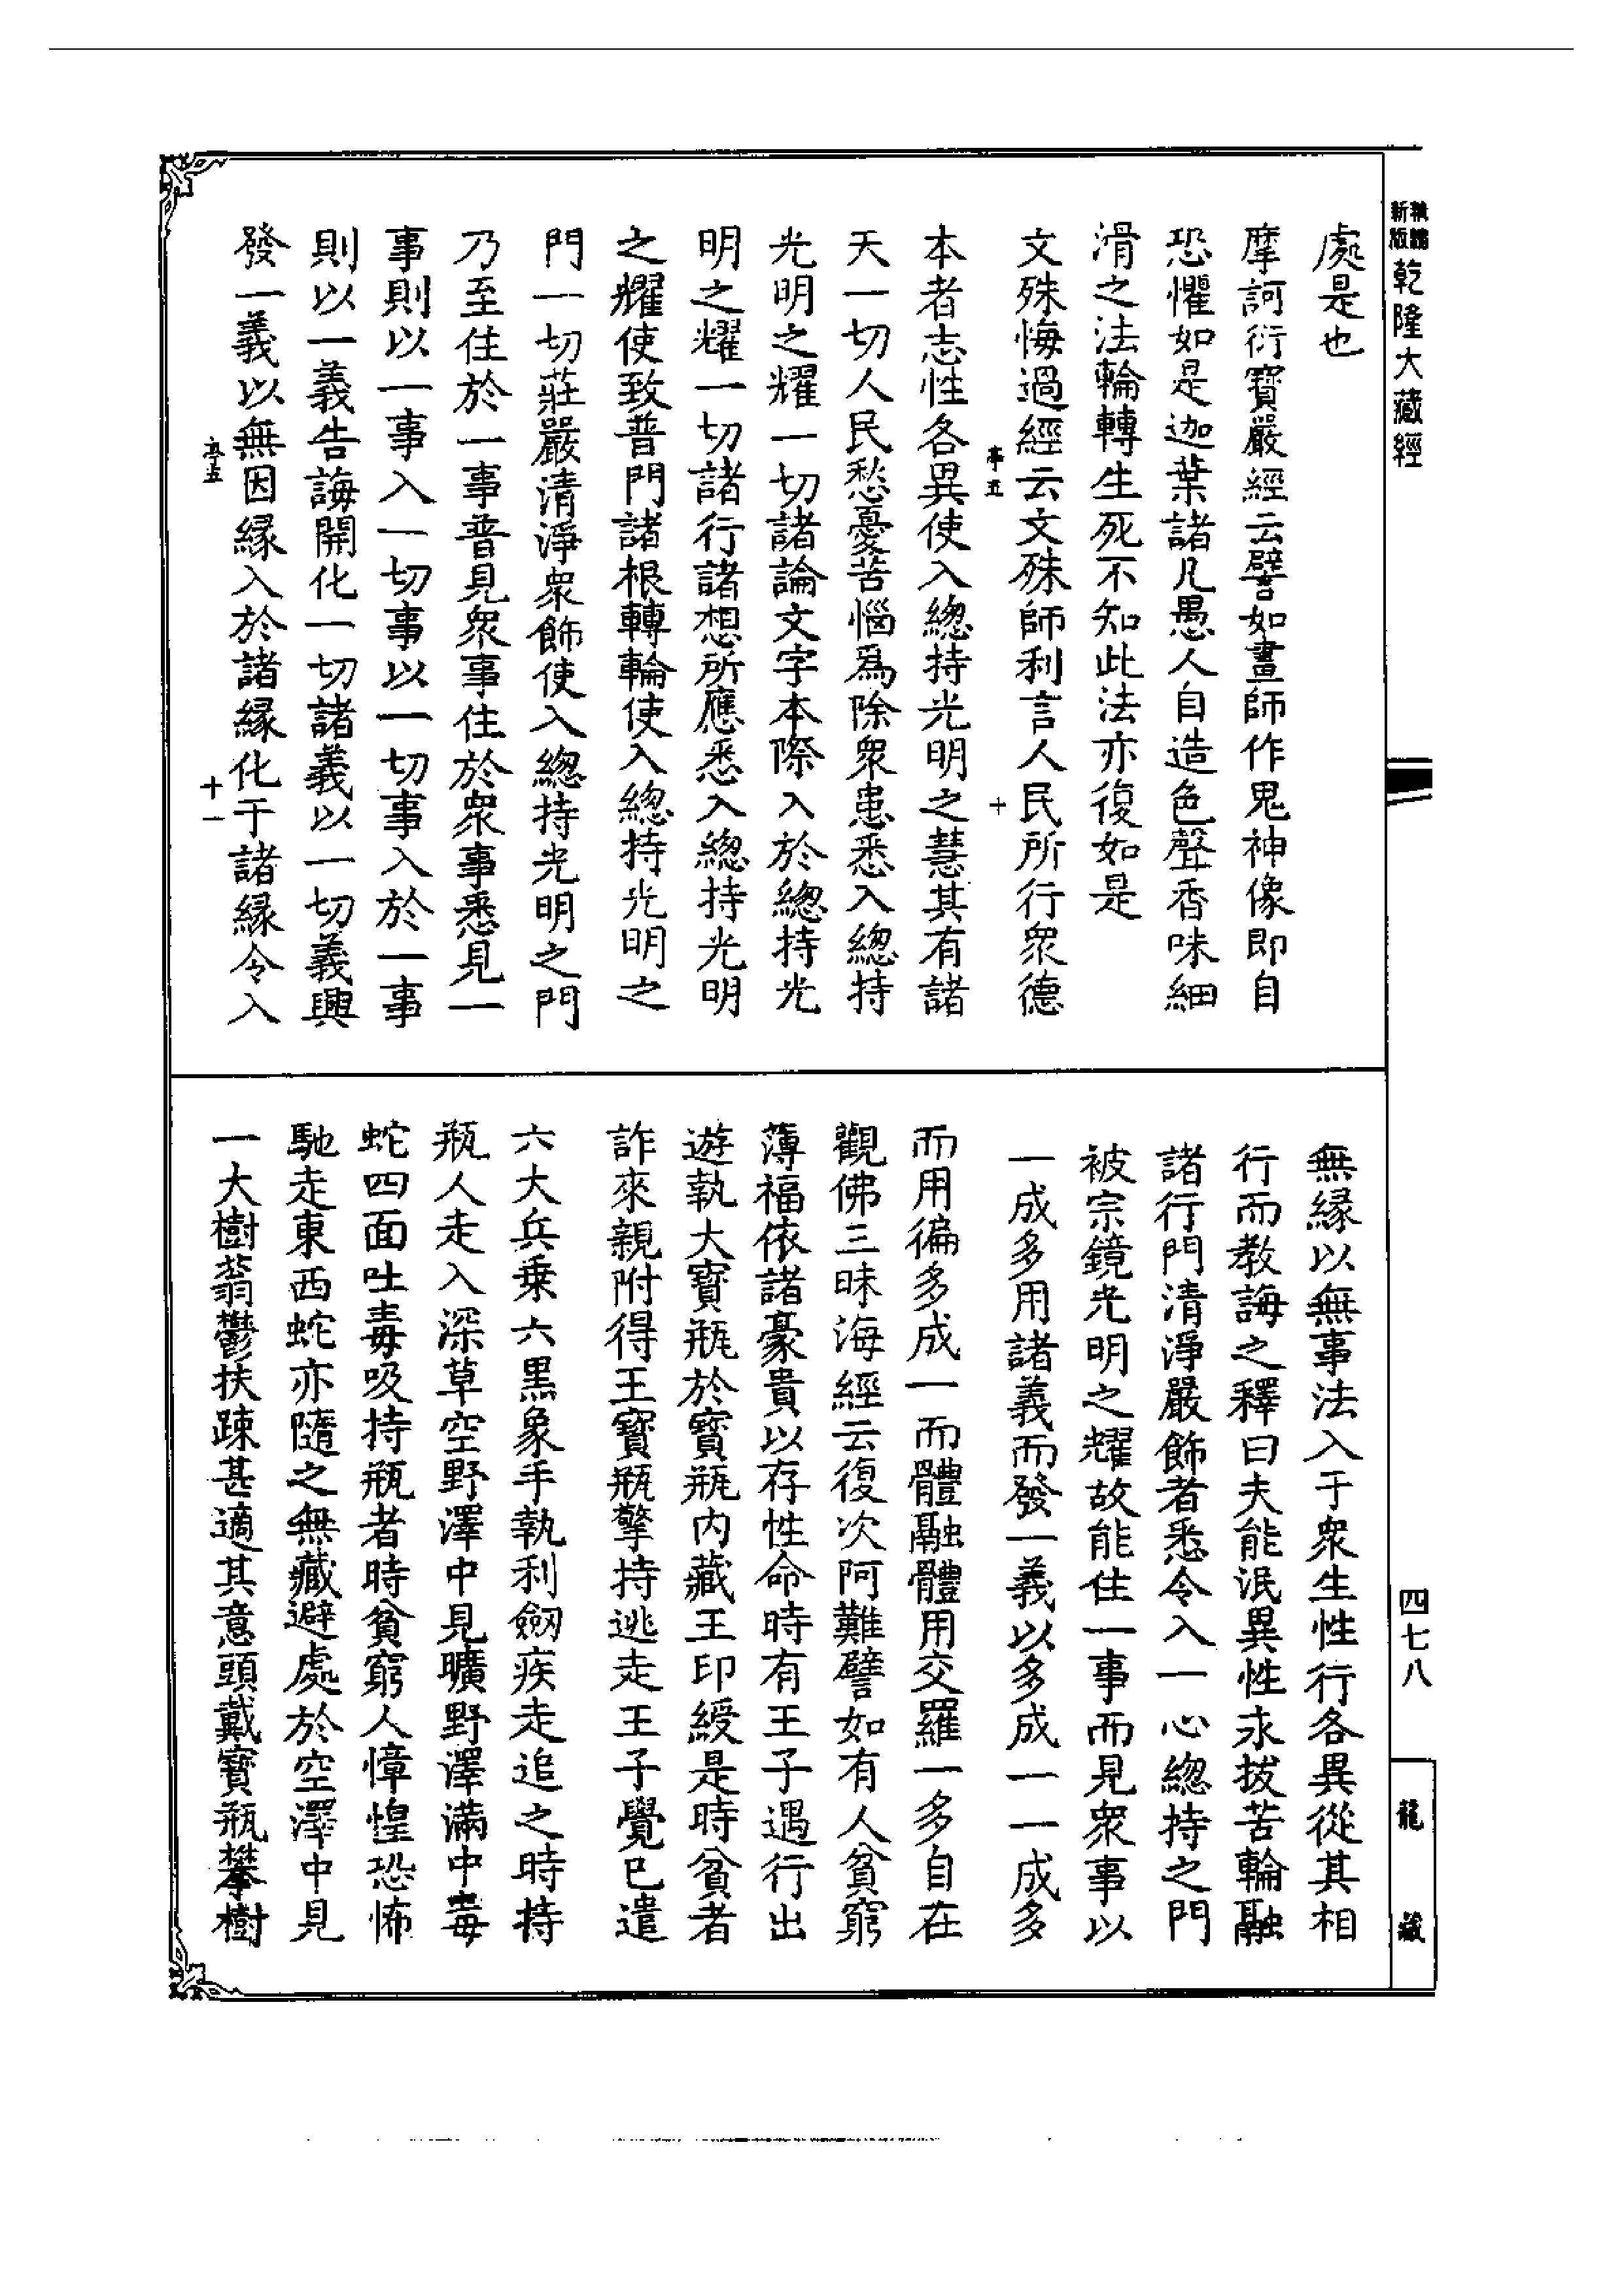 新版
乾隆大藏經
處是也
摩訶衍寶嚴經云譬如畫師作鬼神像即自
恐懼如是迦葉諸凡愚人自造色聲香味細
滑之法輪轉生死不知此法亦復如是
文殊悔過經云文殊師利言人民所行衆德
亭五
十
本者志性各異使入總持光明之慧其有諸
天一切人民愁憂苦惱爲除衆患悉入總持
光明之耀一切諸論文字本際入於總持光
明之耀一切諸行諸想所應悉入總持光明
之耀使致普門諸根轉輪使入總持光明之
門一切莊嚴清淨衆飾使入總持光明之門
乃至住於一事普見衆事住於衆事悉見一
事則以一事入一切事以一切事入於一事
則以一義告誨開化一切諸義以一切義興
發一義以無因緣入於諸緣化于諸緣令入
亭五
十一
無緣以無事法入于衆生性行各異從其相
行而教誨之釋曰夫能泯異性永拔苦輪融
諸行門清淨嚴飾者悉令入一心總持之門
被宗鏡光明之耀故能住一事而見衆事以
一成多用諸義而發一義以多成一一成多
而用徧多成一而體融體用交羅一多自在
觀佛三昧海經云復次阿難譬如有人貧窮
薄福依諸豪貴以存性命時有王子遇行出
遊執大寶瓶於寶瓶内藏王印綬是時貧者
詐來親附得王寶瓶擎持逃走王子覺已遣
六大兵乗六黑象手執利劔疾走追之時持
瓶人走入深草空野澤中見曠野澤滿中毒
蛇四面吐毒吸持瓶者時貧窮人慞惶恐怖
馳走東西蛇亦隨之無藏避處於空澤中見
一大樹蓊鬱扶踈甚適其意頭戴寶瓶攀樹
四七八
龍藏